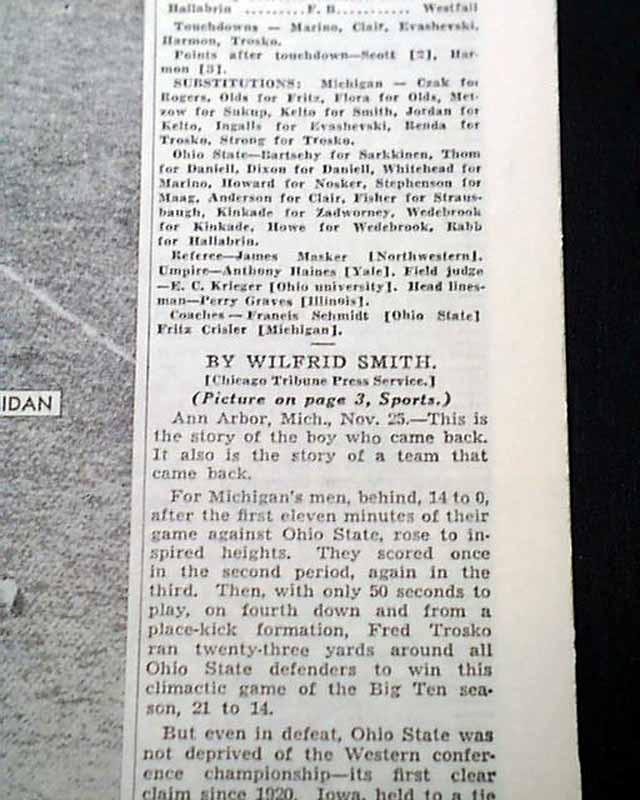 Hallabrin ..........F. B............ Westfall
Touchdowns — Marino, Clair, Evashevski,
Harmon, Trosko.
Points after touchdown—Scott [2], Har-
mon [3].
SUBSTITUTIONS: Michigan — Czak for
Rogers, Olds for Fritz, Flora for Olds, Met-
zow for Sukup, Kelto for Smith, Jordan for
Kelto, Ingalls for Evashevski, Renda for
Trosko, Strong for Trosko.
Ohio State—Bartschy for Sarkkinen, Thom
for Daniell, Dixon for Daniell, Whitehead for
Marino, Howard for Nosker, Stephenson for
Maag, Anderson for Clair, Fisher for Straus-
baugh, Kinkade for Zadworney, Wedebrook
for Kinkade, Howe for Wedebrook, Rabb
for Hallabrin.
Referee—James Masker [Northwestern].
Umpire—Anthony Haines [Yale]. Field judge
—E. C. Krieger [Ohio university]. Head lines-
man—Perry Graves [Illinois].
Coaches — Francis Schmidt [Ohio State]
Fritz Crisler [Michigan].
BY WILFRID SMITH.
[Chicago Tribune Press Service.]
(Picture on page 3, Sports.)
IDAN
Ann Arbor, Mich., Nov. 25.—This is
the story of the boy who came back.
It also is the story of a team that
came back.
For Michigan's men, behind, 14 to 0,
after the first eleven minutes of their
game against Ohio State, rose to in-
spired heights. They scored once
in the second period, again in the
third. Then, with only 50 seconds to
play, on fourth down and from a
place-kick formation, Fred Trosko
ran twenty-three yards around all
Ohio State defenders to win this
climactic game of the Big Ten sea-
son, 21 to 14.
But even in defeat, Ohio State was
not deprived of the Western confer-
ence championship—its first clear
claim since 1920. Iowa, held to a tie